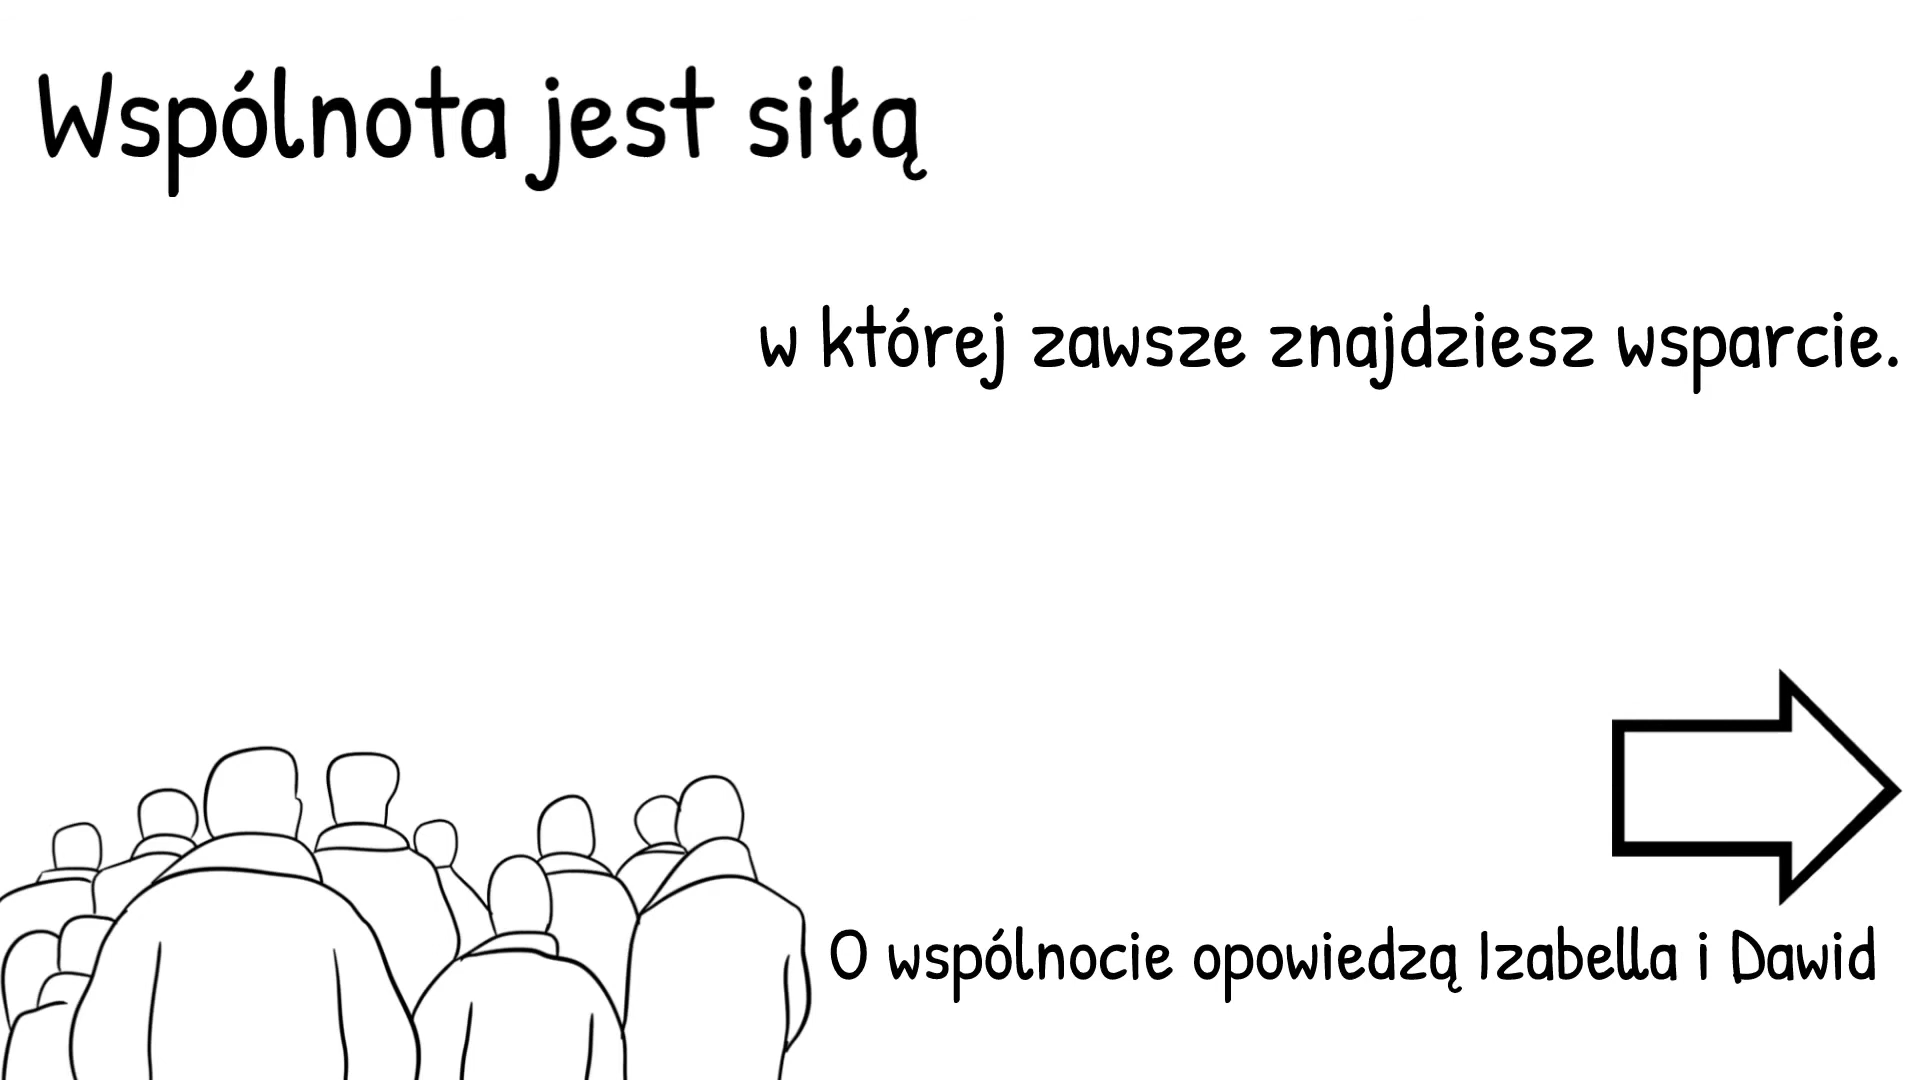 Wspólnota jest siłą
w której zawsze znajdziesz wsparcie.
O wspólnocie opowiedzą Izabella i Dawid